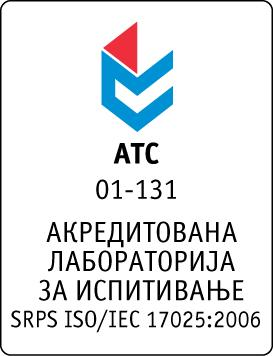 АТС
01-131
АКРЕДИТОВАНА
ЛАБОРАТОРИЈА
ЗА ИСПИТИВАЊЕ
SRPS ISO/IEC 17025:2006